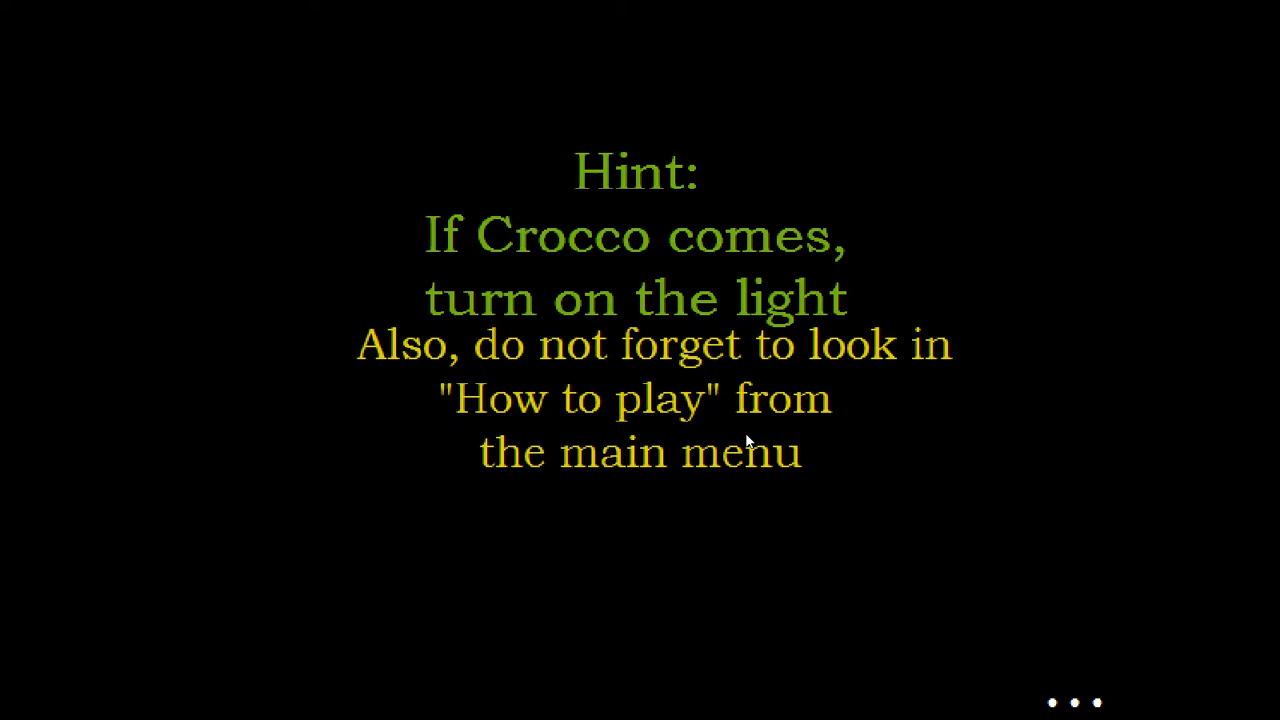 Hint:
If Crocco comes,
turn on the light
Also, do not forget to look in
"How to play" from
the main menu
...